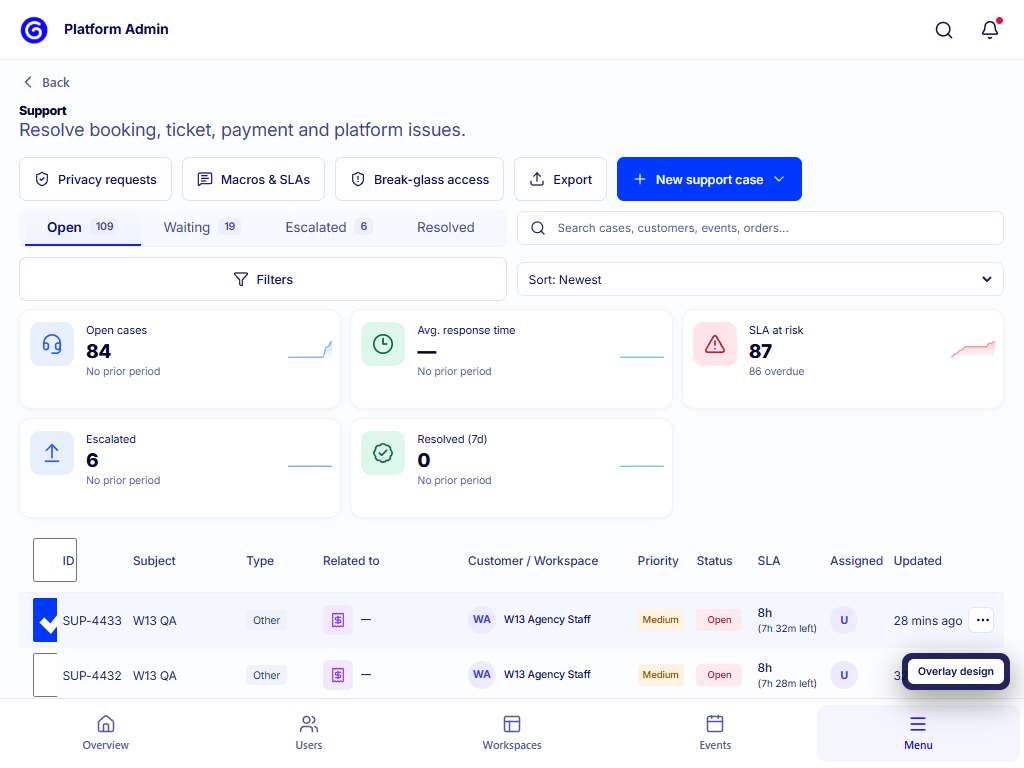 Platform Admin
Back
Support
Resolve booking, ticket, payment and platform issues.
Privacy requests
Macros & SLAs
Break-glass access
Export
New support case
Open 109
Waiting 19
Escalated 6
Resolved
Search cases, customers, events, orders...
Filters
Sort: Newest
Open cases
84
No prior period
Avg. response time
—
No prior period
SLA at risk
87
86 overdue
Escalated
6
No prior period
Resolved (7d)
0
No prior period
ID Subject Type Related to Customer / Workspace Priority Status SLA Assigned Updated
SUP-4433 W13 QA Other — WA W13 Agency Staff Medium Open 8h (7h 32m left) U 28 mins ago
SUP-4432 W13 QA Other — WA W13 Agency Staff Medium Open 8h (7h 28m left) U
Overlay design
Overview
Users
Workspaces
Events
Menu